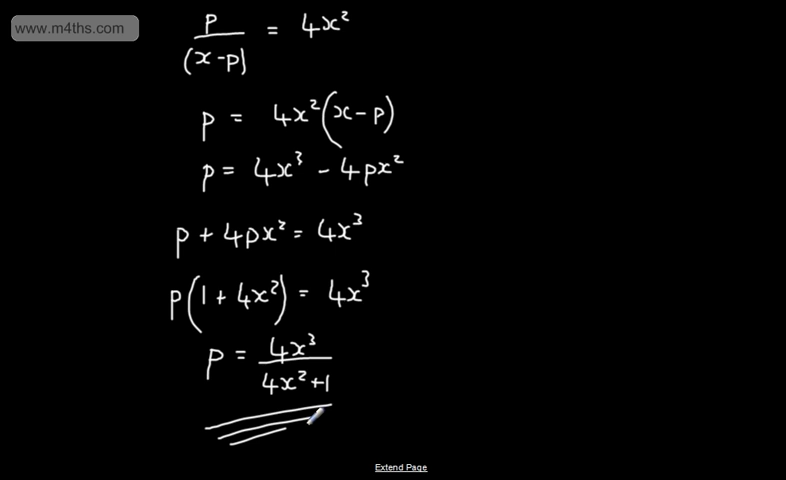 www.m4ths.com
p/(x-p) = 4x²
p = 4x²(x-p)
p = 4x³ - 4px²
p + 4px² = 4x³
p(1 + 4x²) = 4x³
p = 4x³/4x²+1
Extend Page